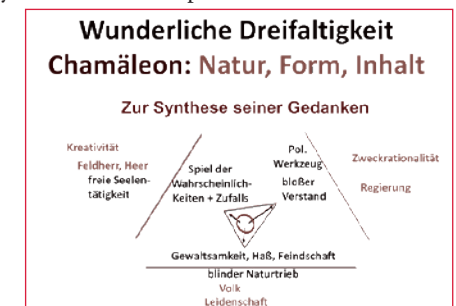 Wunderliche Dreifaltigkeit
Chamäleon: Natur, Form, Inhalt
Zur Synthese seiner Gedanken
Kreativität
Feldherr, Heer
freie Seelen-
tätigkeit
Spiel der
Wahrscheinlich-
Keiten + Zufalls
Pol.
Werkzeug
bloßer
Verstand
Zweckrationalität
Regierung
Gewaltsamkeit, Haß, Feindschaft
blinder Naturtrieb
Volk
Leidenschaft